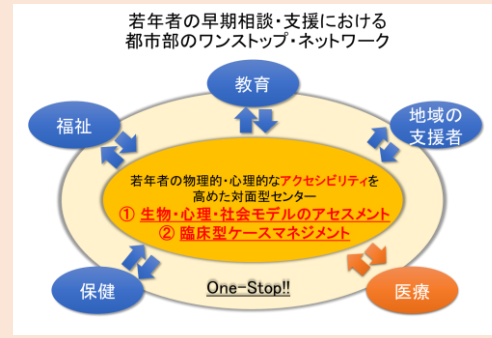 若年者の早期相談・支援における
都市部のワンストップ・ネットワーク
教育
福祉
地域の
支援者
若年者の物理的・心理的なアクセシビリティを
高めた対面型センター
① 生物・心理・社会モデルのアセスメント
② 臨床型ケースマネジメント
保健
One-Stop!!
医療